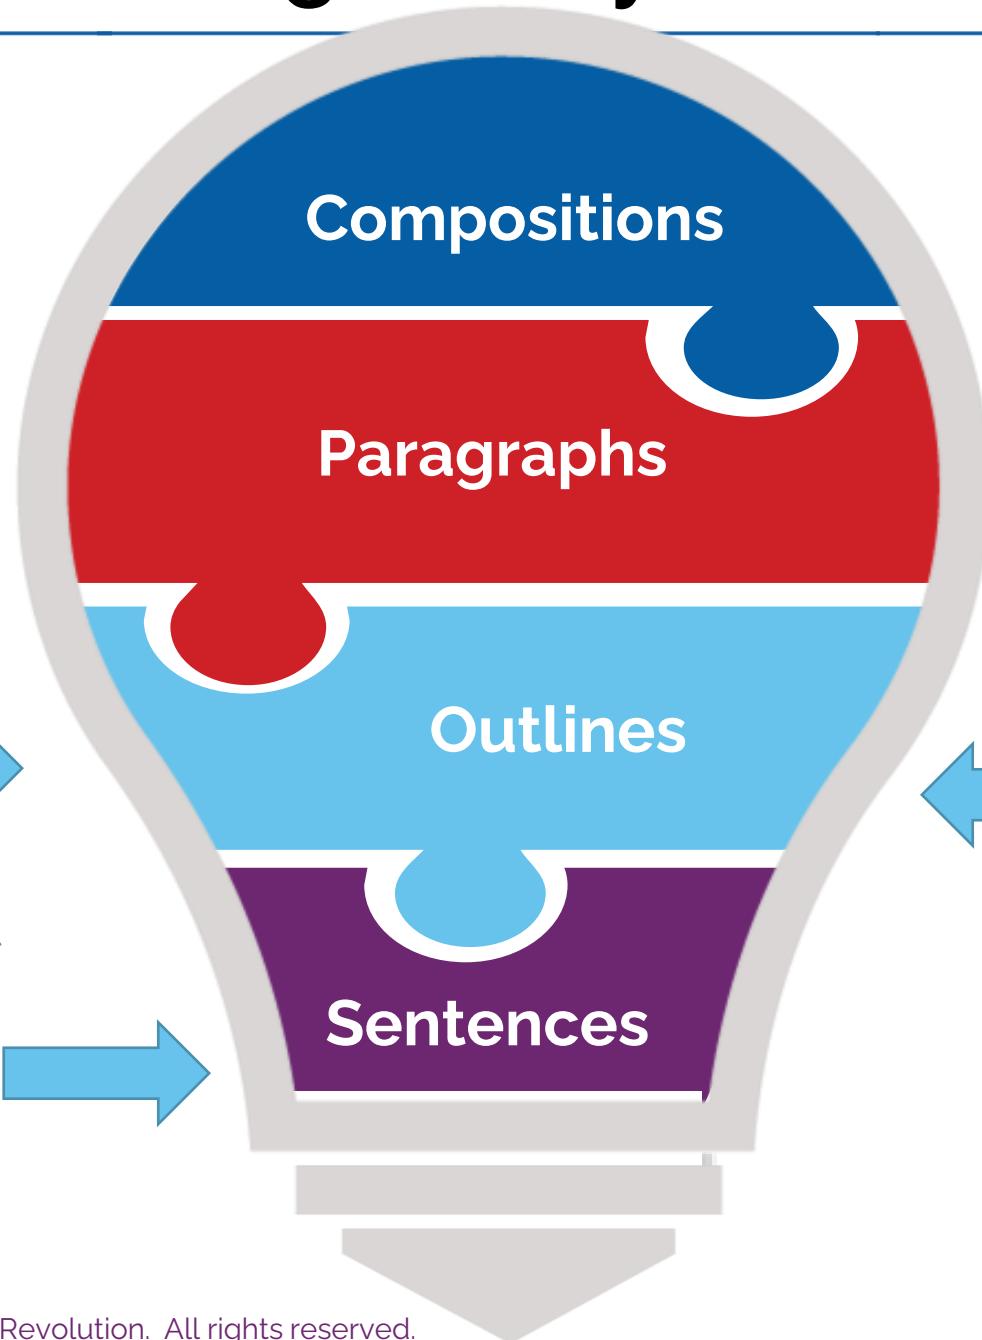 Compositions
Paragraphs
Outlines
Sentences
Revolution. All rights reserved.